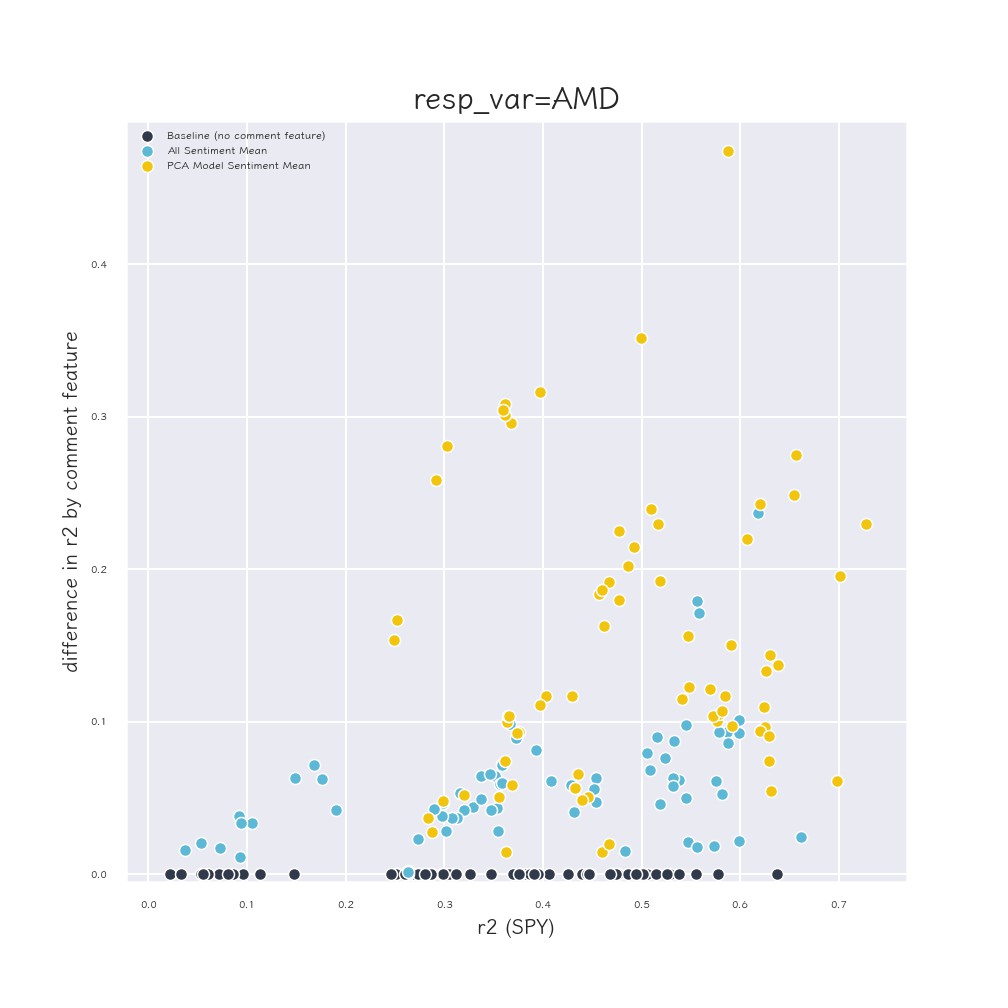 resp_var=AMD
Baseline (no comment feature)
All Sentiment Mean
PCA Model Sentiment Mean
difference in r2 by comment feature
0.4
0.3
0.2
0.1
0.0
0.0 0.1 0.2 0.3 0.4 0.5 0.6 0.7
r2 (SPY)